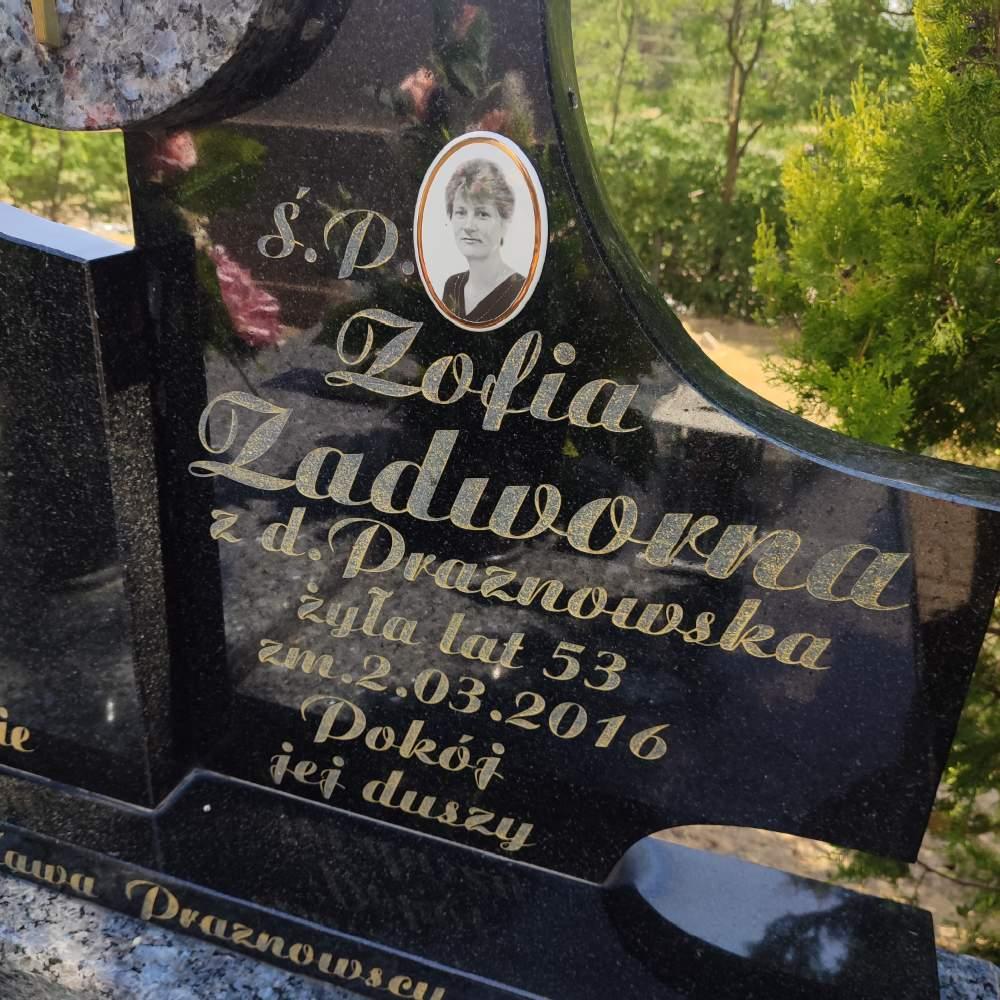 ś.P.
Zofia
Zadworna
z d. Praznowska
żyła lat 53
zm.2.03.2016
Pokój
jej duszy
Praznowscy